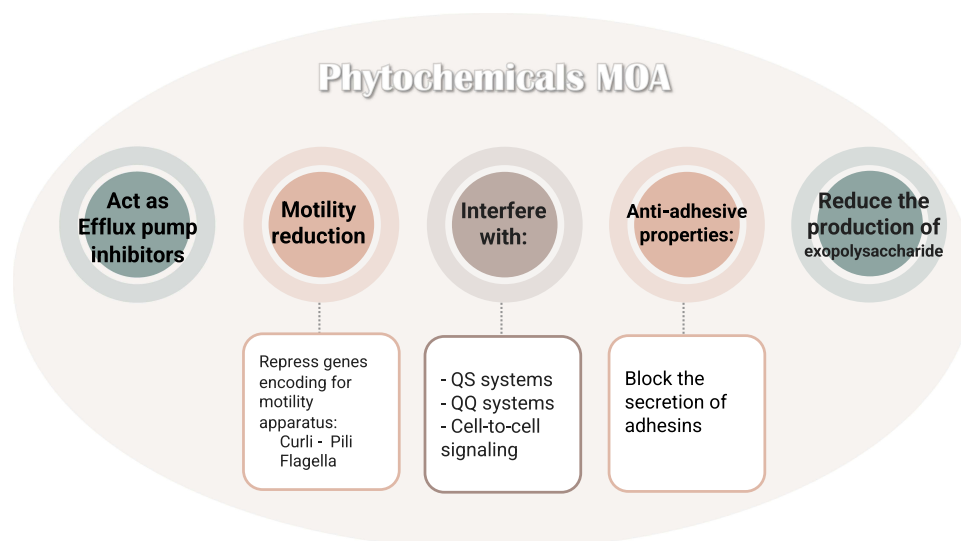 Phytochemicals MOA
Act as
Efflux pump
inhibitors
Motility
reduction
Interfere
with:
Anti-adhesive
properties:
Reduce the
production of
exopolysaccharide
Repress genes
encoding for
motility
apparatus:
Curli - Pili
Flagella
- QS systems
- QQ systems
- Cell-to-cell
signaling
Block the
secretion of
adhesins